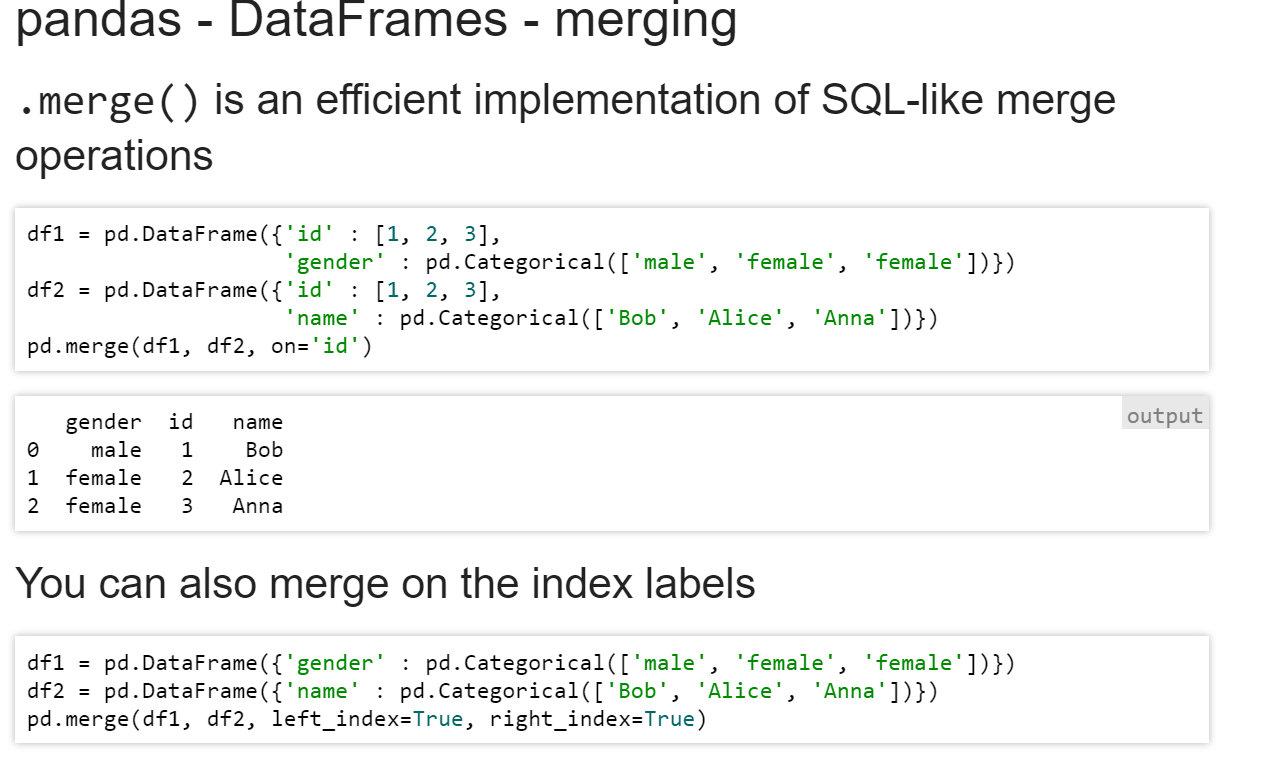 pandas - DataFrames - merging
.merge() is an efficient implementation of SQL-like merge
operations
df1 = pd.DataFrame({'id' : [1, 2, 3],
                    'gender' : pd.Categorical(['male', 'female', 'female'])})
df2 = pd.DataFrame({'id' : [1, 2, 3],
                    'name' : pd.Categorical(['Bob', 'Alice', 'Anna'])})
pd.merge(df1, df2, on='id')
output
   gender  id   name
0    male   1    Bob
1  female   2  Alice
2  female   3   Anna
You can also merge on the index labels
df1 = pd.DataFrame({'gender' : pd.Categorical(['male', 'female', 'female'])})
df2 = pd.DataFrame({'name' : pd.Categorical(['Bob', 'Alice', 'Anna'])})
pd.merge(df1, df2, left_index=True, right_index=True)